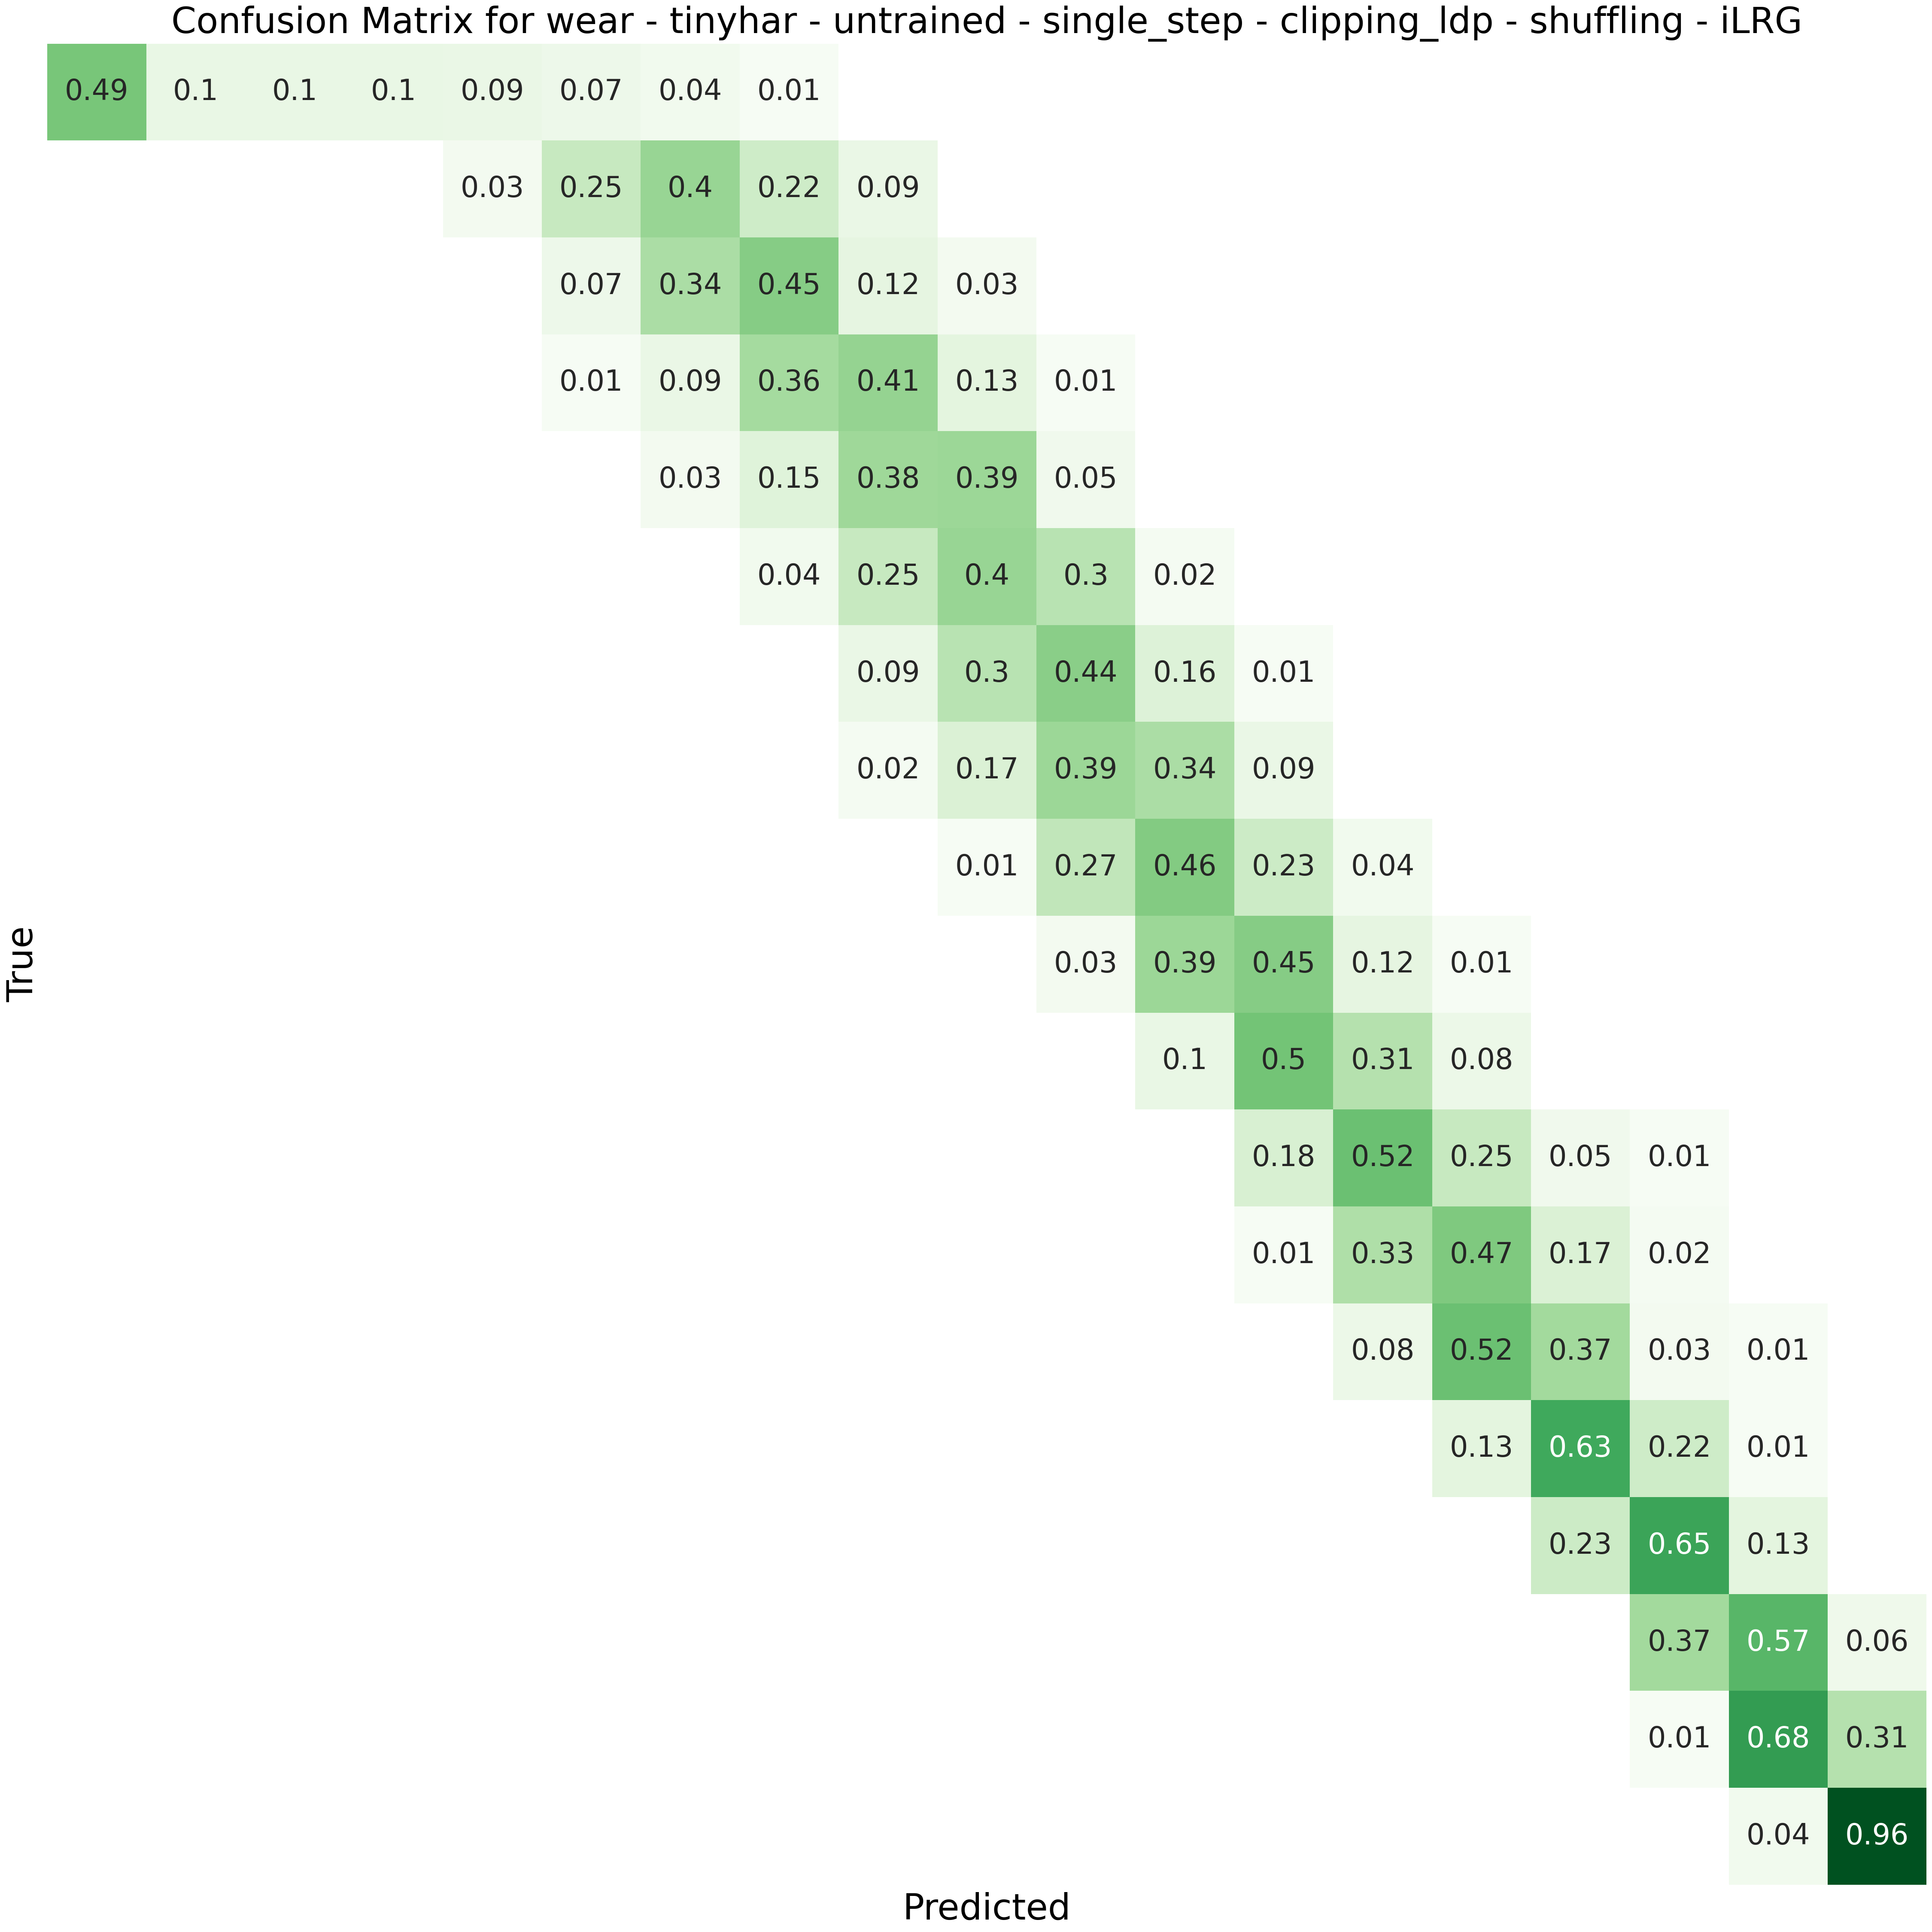 Confusion Matrix for wear - tinyhar - untrained - single_step - clipping_ldp - shuffling - iLRG
0.49 0.1 0.1 0.1 0.09 0.07 0.04 0.01
0.03 0.25 0.4 0.22 0.09
0.07 0.34 0.45 0.12 0.03
0.01 0.09 0.36 0.41 0.13 0.01
0.03 0.15 0.38 0.39 0.05
0.04 0.25 0.4 0.3 0.02
0.09 0.3 0.44 0.16 0.01
0.02 0.17 0.39 0.34 0.09
0.01 0.27 0.46 0.23 0.04
True
0.03 0.39 0.45 0.12 0.01
0.1 0.5 0.31 0.08
0.18 0.52 0.25 0.05 0.01
0.01 0.33 0.47 0.17 0.02
0.08 0.52 0.37 0.03 0.01
0.13 0.63 0.22 0.01
0.23 0.65 0.13
0.37 0.57 0.06
0.01 0.68 0.31
0.04 0.96
Predicted